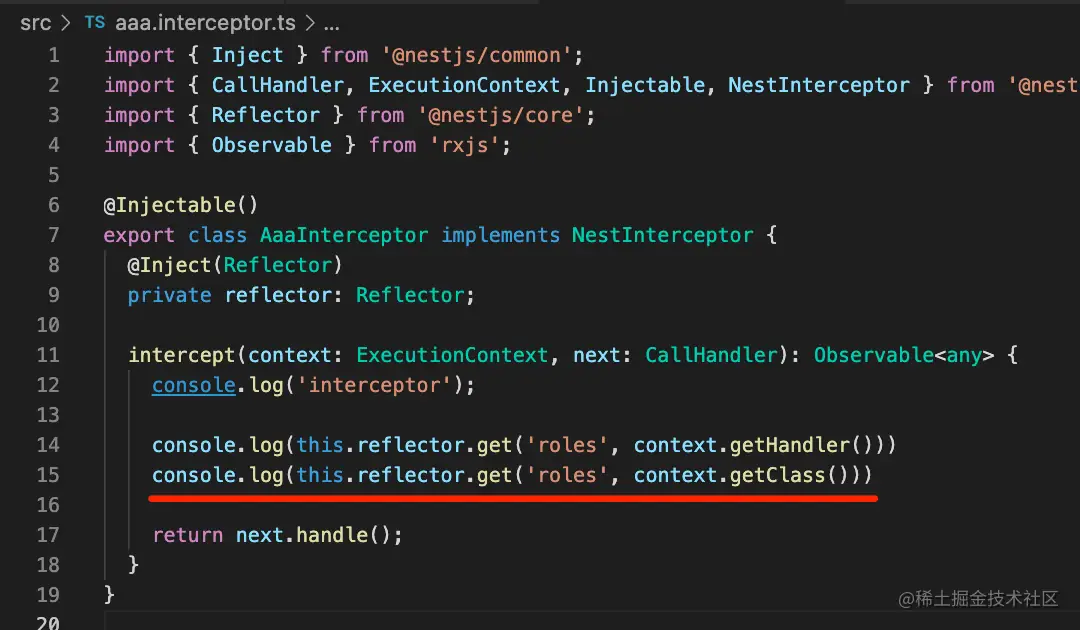 src > TS aaa.interceptor.ts > ...
1 import { Inject } from '@nestjs/common';
2 import { CallHandler, ExecutionContext, Injectable, NestInterceptor } from '@nest
3 import { Reflector } from '@nestjs/core';
4 import { Observable } from 'rxjs';
5
6 @Injectable()
7 export class AaaInterceptor implements NestInterceptor {
8 @Inject(Reflector)
9 private reflector: Reflector;
10
11 intercept(context: ExecutionContext, next: CallHandler): Observable<any> {
12 console.log('interceptor');
13
14 console.log(this.reflector.get('roles', context.getHandler()))
15 console.log(this.reflector.get('roles', context.getClass()))
16
17 return next.handle();
18 }
19 }
20
@稀土掘金技术社区